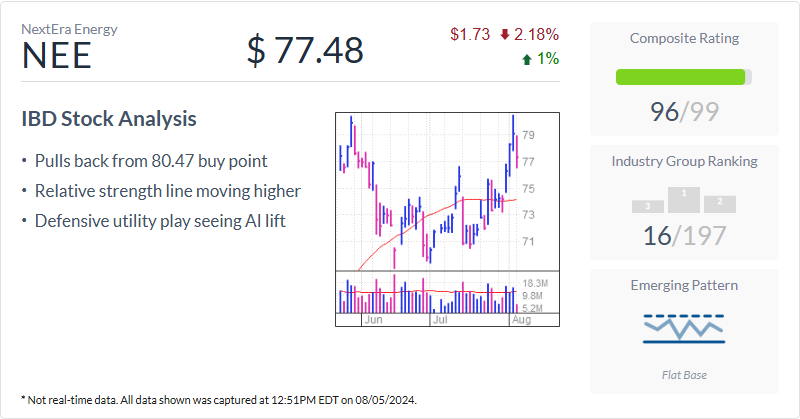 NextEra Energy
NEE
$ 77.48
$1.73 2.18%
1%
IBD Stock Analysis
• Pulls back from 80.47 buy point
• Relative strength line moving higher
• Defensive utility play seeing AI lift
79
77
75
73
71
18.3M
9.8M
5.2M
Jun Jul Aug
Composite Rating
96/99
Industry Group Ranking
3 1 2
16/197
Emerging Pattern
Flat Base
* Not real-time data. All data shown was captured at 12:51PM EDT on 08/05/2024.